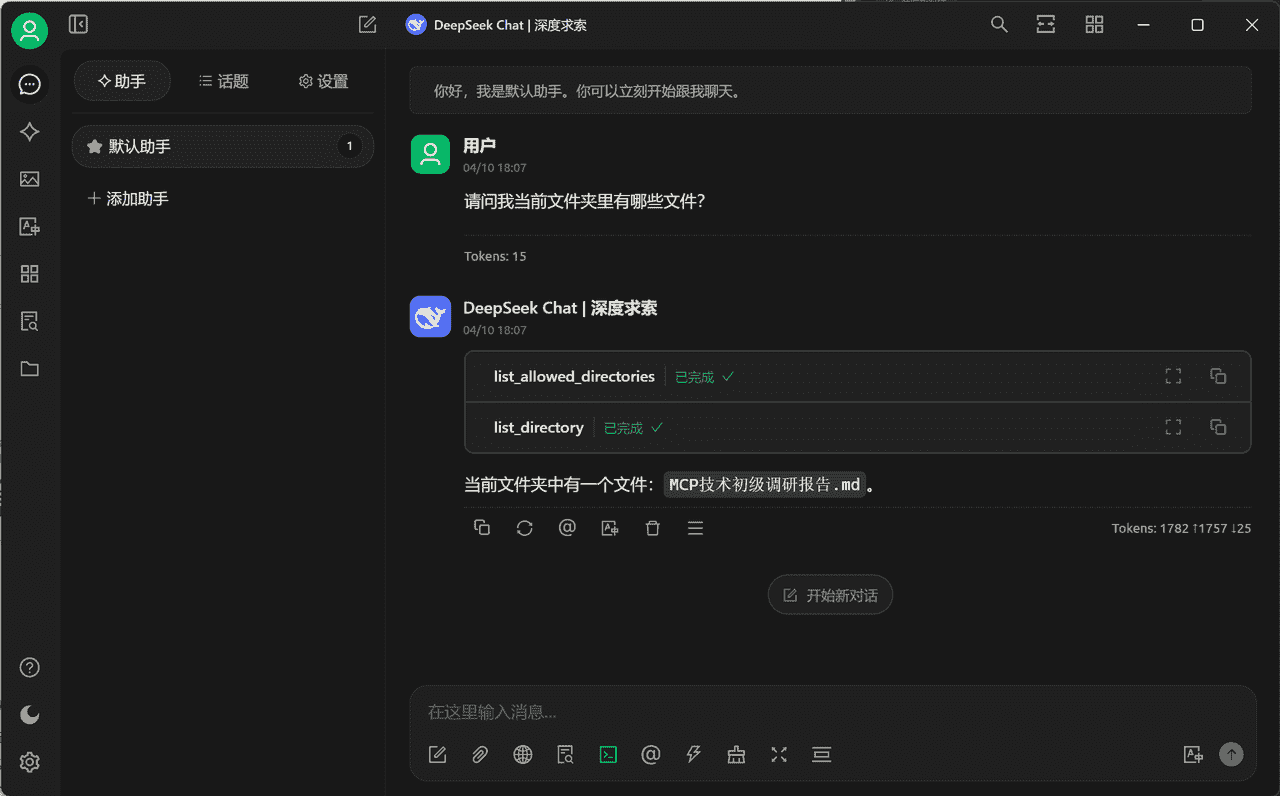 DeepSeek Chat | 深度求索
助手
话题
设置
默认助手
1
添加助手
你好，我是默认助手。你可以立刻开始跟我聊天。
用户
04/10 18:07
请问我当前文件夹里有哪些文件？
Tokens: 15
DeepSeek Chat | 深度求索
04/10 18:07
list_allowed_directories 已完成
list_directory 已完成
当前文件夹中有一个文件： MCP技术初级调研报告.md 。
Tokens: 1782 ↑1757 ↓25
开始新对话
在这里输入消息...